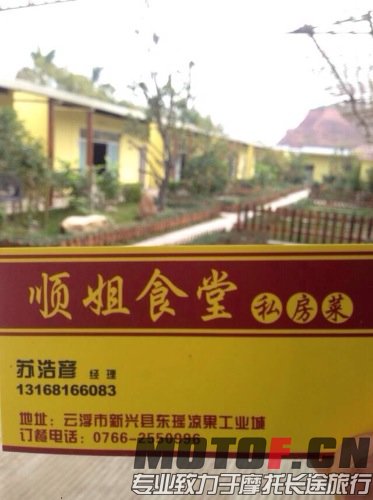 顺姐食堂 私房菜
苏浩彦 经理
13168166083
地址：云浮市新兴县东瑶凉果工业城
订餐电话：0766-2550996
MOTOF.CN
专业致力于摩托长途旅行